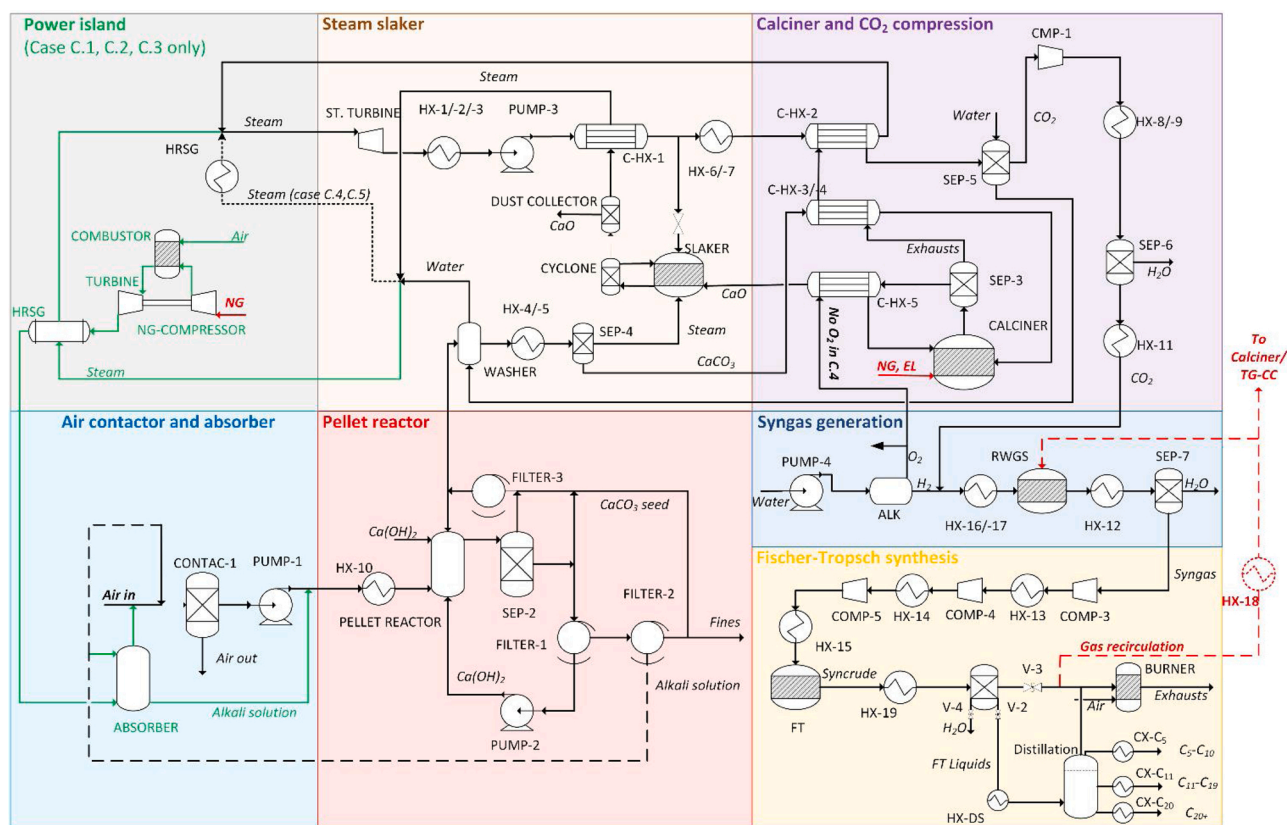 Power island
(Case C.1, C.2, C.3 only)
Steam
HRSG
Steam (case C.4,C.5)
COMBUSTOR
Air
TURBINE
HRSG
NG
NG-COMPRESSOR
Steam
Steam slaker
Steam
ST. TURBINE
HX-1/-2/-3
PUMP-3
C-HX-1
HX-6/-7
DUST COLLECTOR
CaO
SLAKER
CYCLONE
Water
HX-4/-5
SEP-4
Steam
WASHER
CaCO3
Calciner and CO2 compression
CMP-1
C-HX-2
Water
CO2
HX-8/-9
SEP-5
C-HX-3/-4
Exhausts
SEP-6
H2O
SEP-3
CaO
C-HX-5
CALCINER
No O2 in C.4
NG, EL
HX-11
CO2
To
Calciner/
TG-CC
Air contactor and absorber
CONTAC-1
PUMP-1
Air in
Air out
ABSORBER
Alkali solution
Pellet reactor
FILTER-3
CaCO3 seed
Ca(OH)2
HX-10
SEP-2
PELLET REACTOR
FILTER-2
FILTER-1
Fines
Ca(OH)2
Alkali solution
PUMP-2
Syngas generation
PUMP-4
O2
RWGS
SEP-7
Water
H2
H2O
ALK
HX-16/-17
HX-12
Fischer-Tropsch synthesis
Syngas
HX-18
COMP-5
HX-14
COMP-4
HX-13
COMP-3
HX-15
Gas recirculation
Syncrude
V-3
BURNER
Exhausts
FT
HX-19
V-4
V-2
Air
H2O
Distillation
CX-C5
C5-C10
FT Liquids
CX-C11
C11-C19
CX-C20
C20+
HX-DS